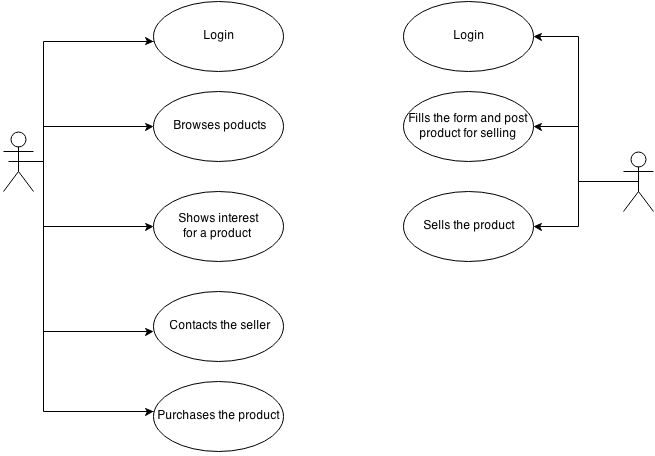 Login
Browses poducts
Shows interest
for a product
Contacts the seller
Purchases the product
Login
Fills the form and post
product for selling
Sells the product